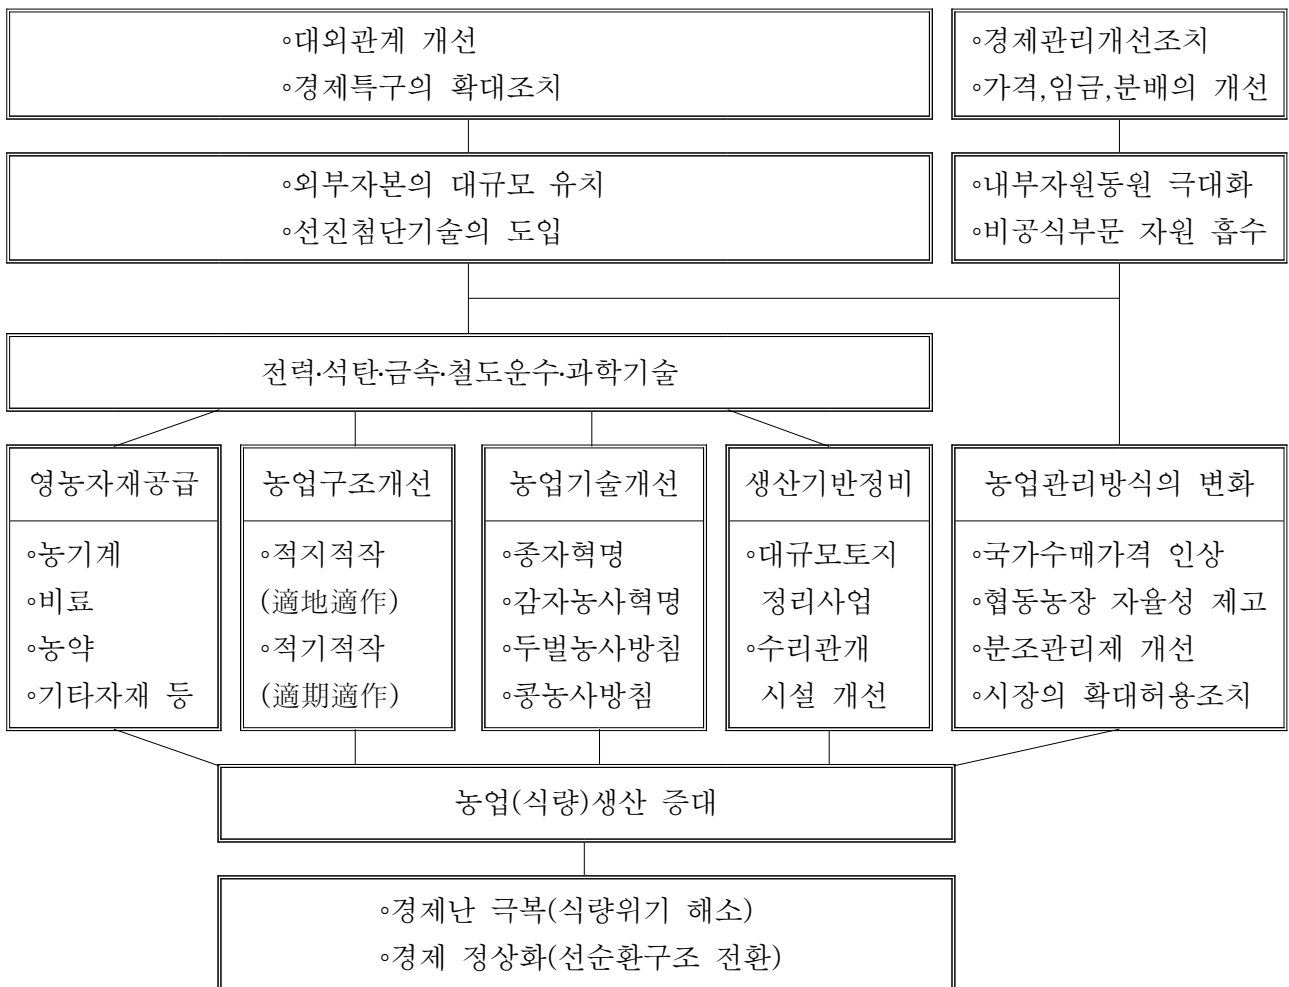 ◦대외관계 개선
◦경제특구의 확대조치
◦경제관리개선조치
◦가격,임금,분배의 개선
◦외부자본의 대규모 유치
◦선진첨단기술의 도입
◦내부자원동원 극대화
◦비공식부문 자원 흡수
전력·석탄·금속·철도운수·과학기술
영농자재공급
◦농기계
◦비료
◦농약
◦기타자재 등
농업구조개선
◦적지적작
(適地適作)
◦적기적작
(適期適作)
농업기술개선
◦종자혁명
◦감자농사혁명
◦두벌농사방침
◦콩농사방침
생산기반정비
◦대규모토지
정리사업
◦수리관개
시설 개선
농업관리방식의 변화
◦국가수매가격 인상
◦협동농장 자율성 제고
◦분조관리제 개선
◦시장의 확대허용조치
농업(식량)생산 증대
◦경제난 극복(식량위기 해소)
◦경제 정상화(선순환구조 전환)